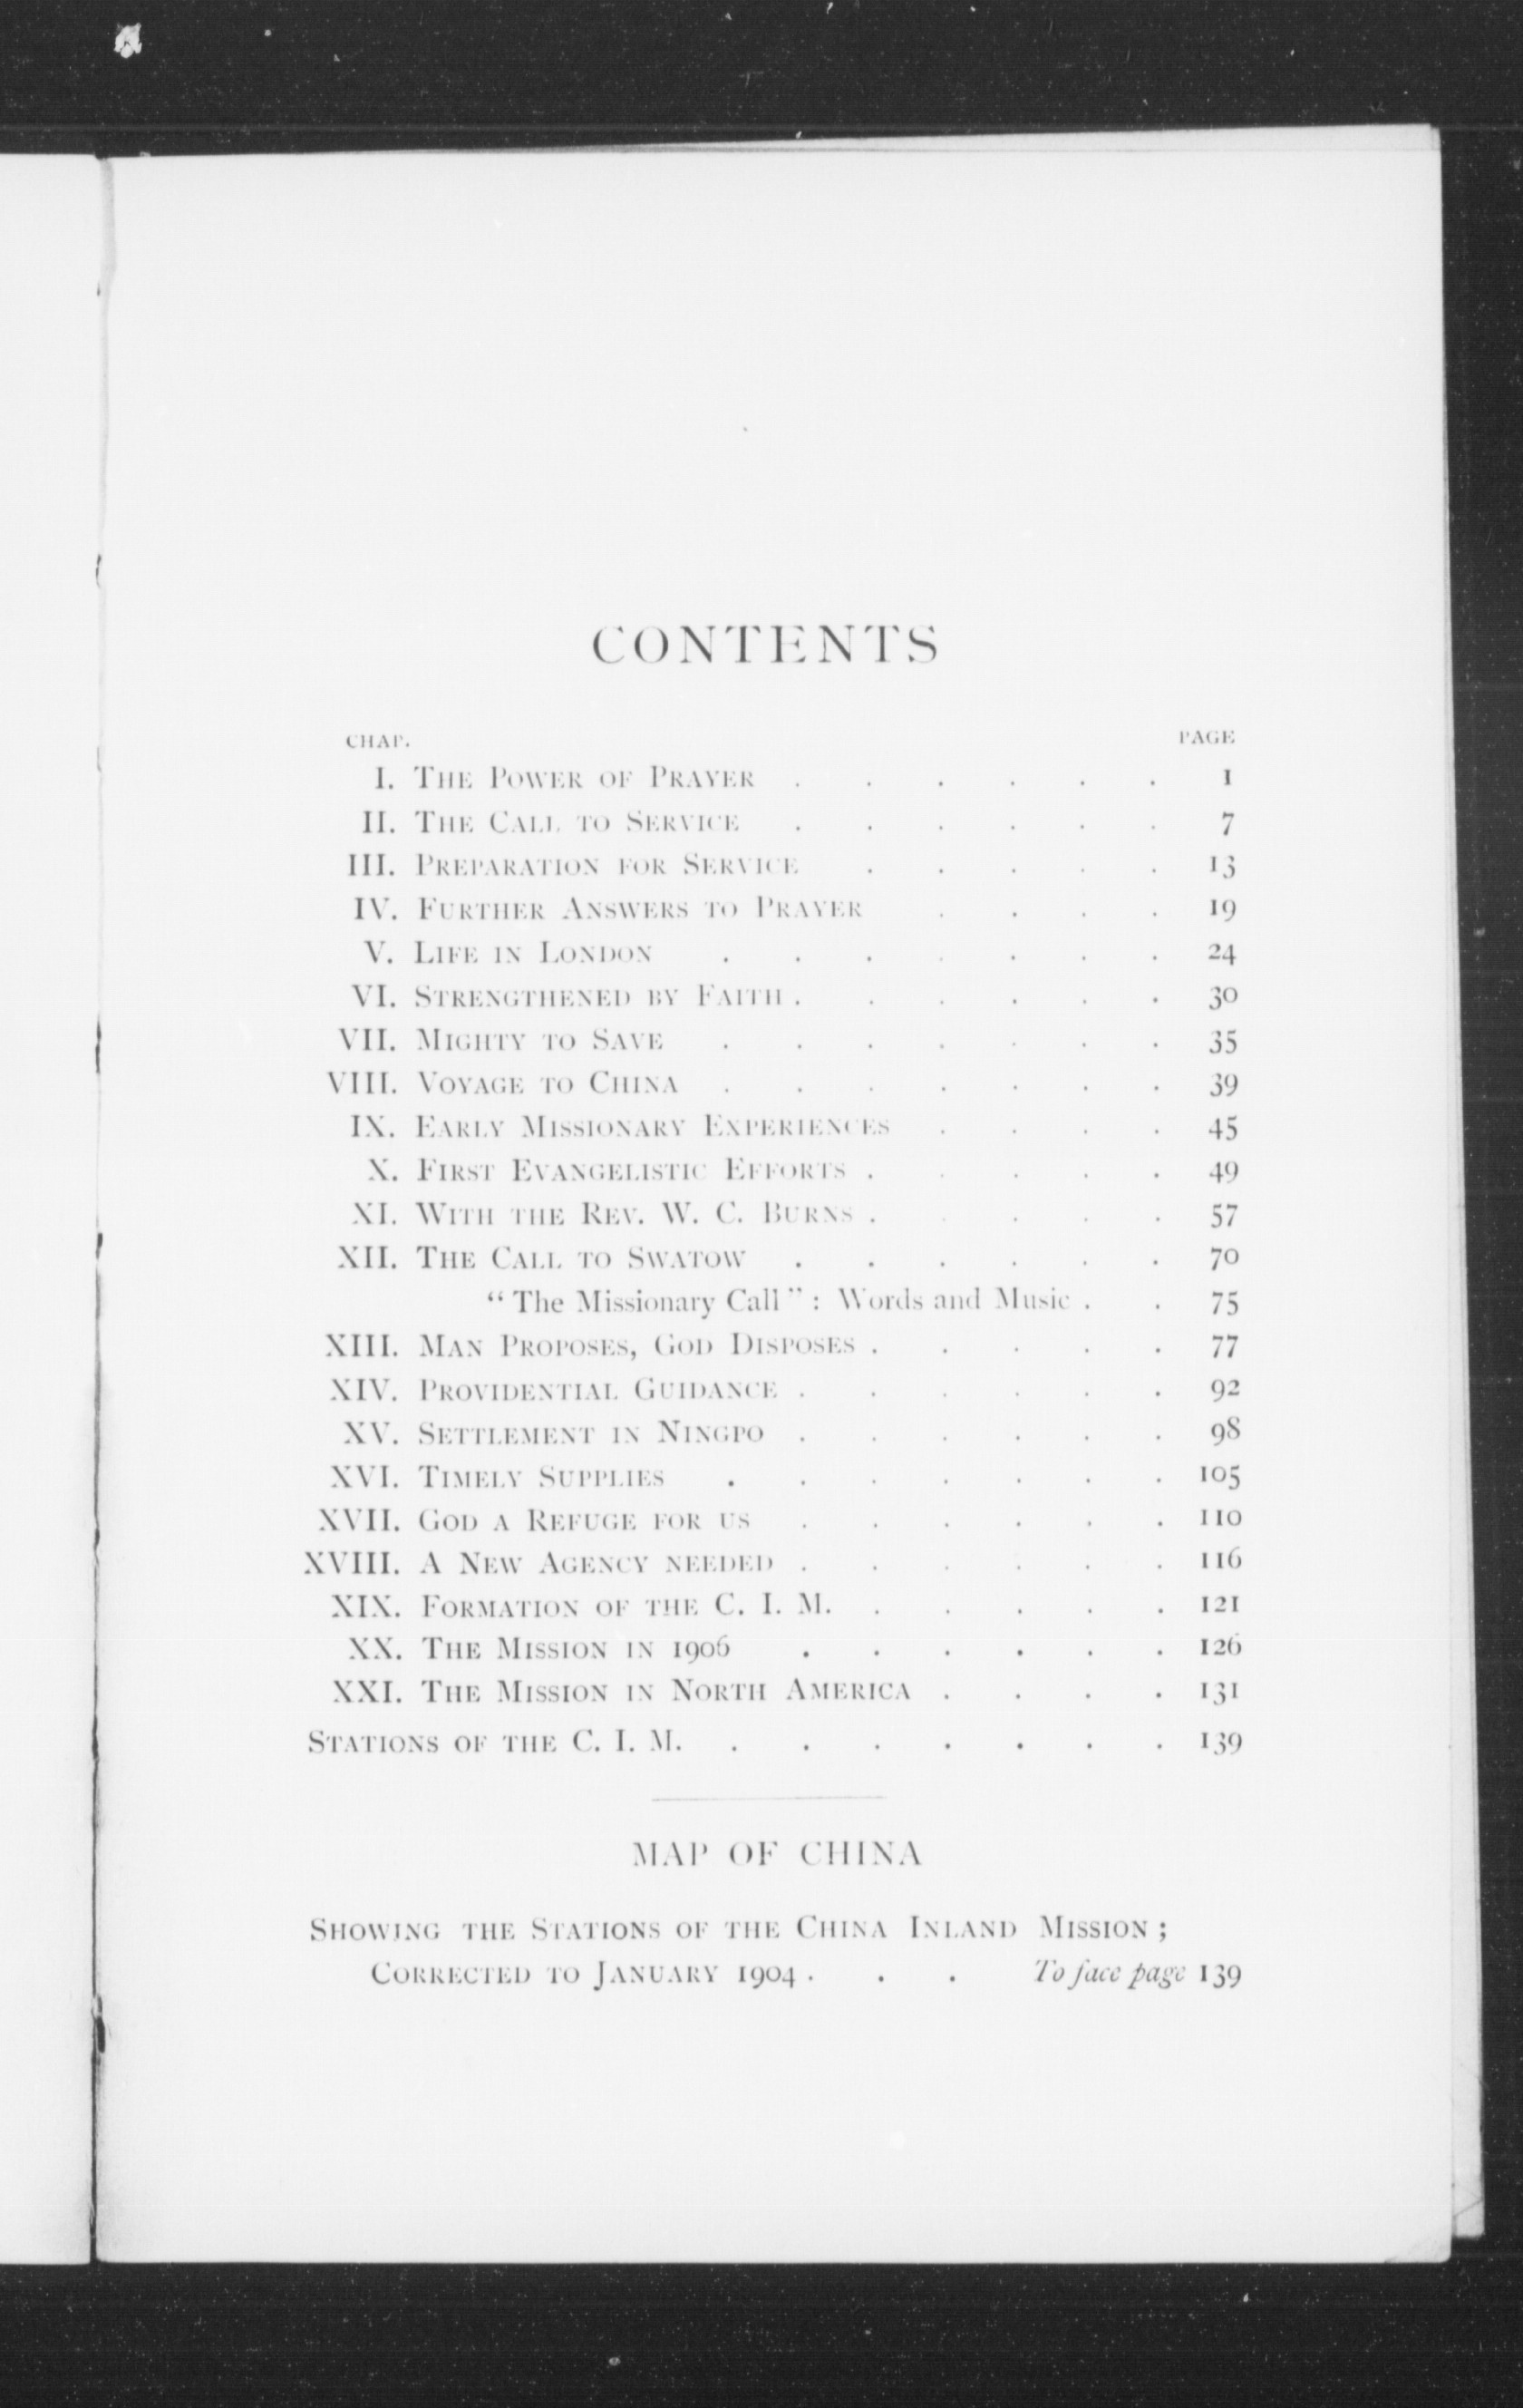 CONTENTS
CHAP. PAGE
I. THE POWER OF PRAYER . . . . . . 1
II. THE CALL TO SERVICE . . . . . . 7
III. PREPARATION FOR SERVICE . . . . . 13
IV. FURTHER ANSWERS TO PRAYER . . . . 19
V. LIFE IN LONDON . . . . . . . 24
VI. STRENGTHENED BY FAITH . . . . . . 30
VII. MIGHTY TO SAVE . . . . . . . 35
VIII. VOYAGE TO CHINA . . . . . . . 39
IX. EARLY MISSIONARY EXPERIENCES . . . . 45
X. FIRST EVANGELISTIC EFFORTS . . . . . 49
XI. WITH THE REV. W. C. BURNS . . . . . 57
XII. THE CALL TO SWATOW . . . . . . 70
“The Missionary Call”: Words and Music . . 75
XIII. MAN PROPOSES, GOD DISPOSES . . . . . 77
XIV. PROVIDENTIAL GUIDANCE . . . . . . 92
XV. SETTLEMENT IN NINGPO . . . . . . 98
XVI. TIMELY SUPPLIES . . . . . . . 105
XVII. GOD A REFUGE FOR US . . . . . . 110
XVIII. A NEW AGENCY NEEDED . . . . . . 116
XIX. FORMATION OF THE C. I. M. . . . . . 121
XX. THE MISSION IN 1906 . . . . . . 126
XXI. THE MISSION IN NORTH AMERICA . . . . 131
STATIONS OF THE C. I. M. . . . . . . . 139
MAP OF CHINA
SHOWING THE STATIONS OF THE CHINA INLAND MISSION;
CORRECTED TO JANUARY 1904 . . . To face page 139